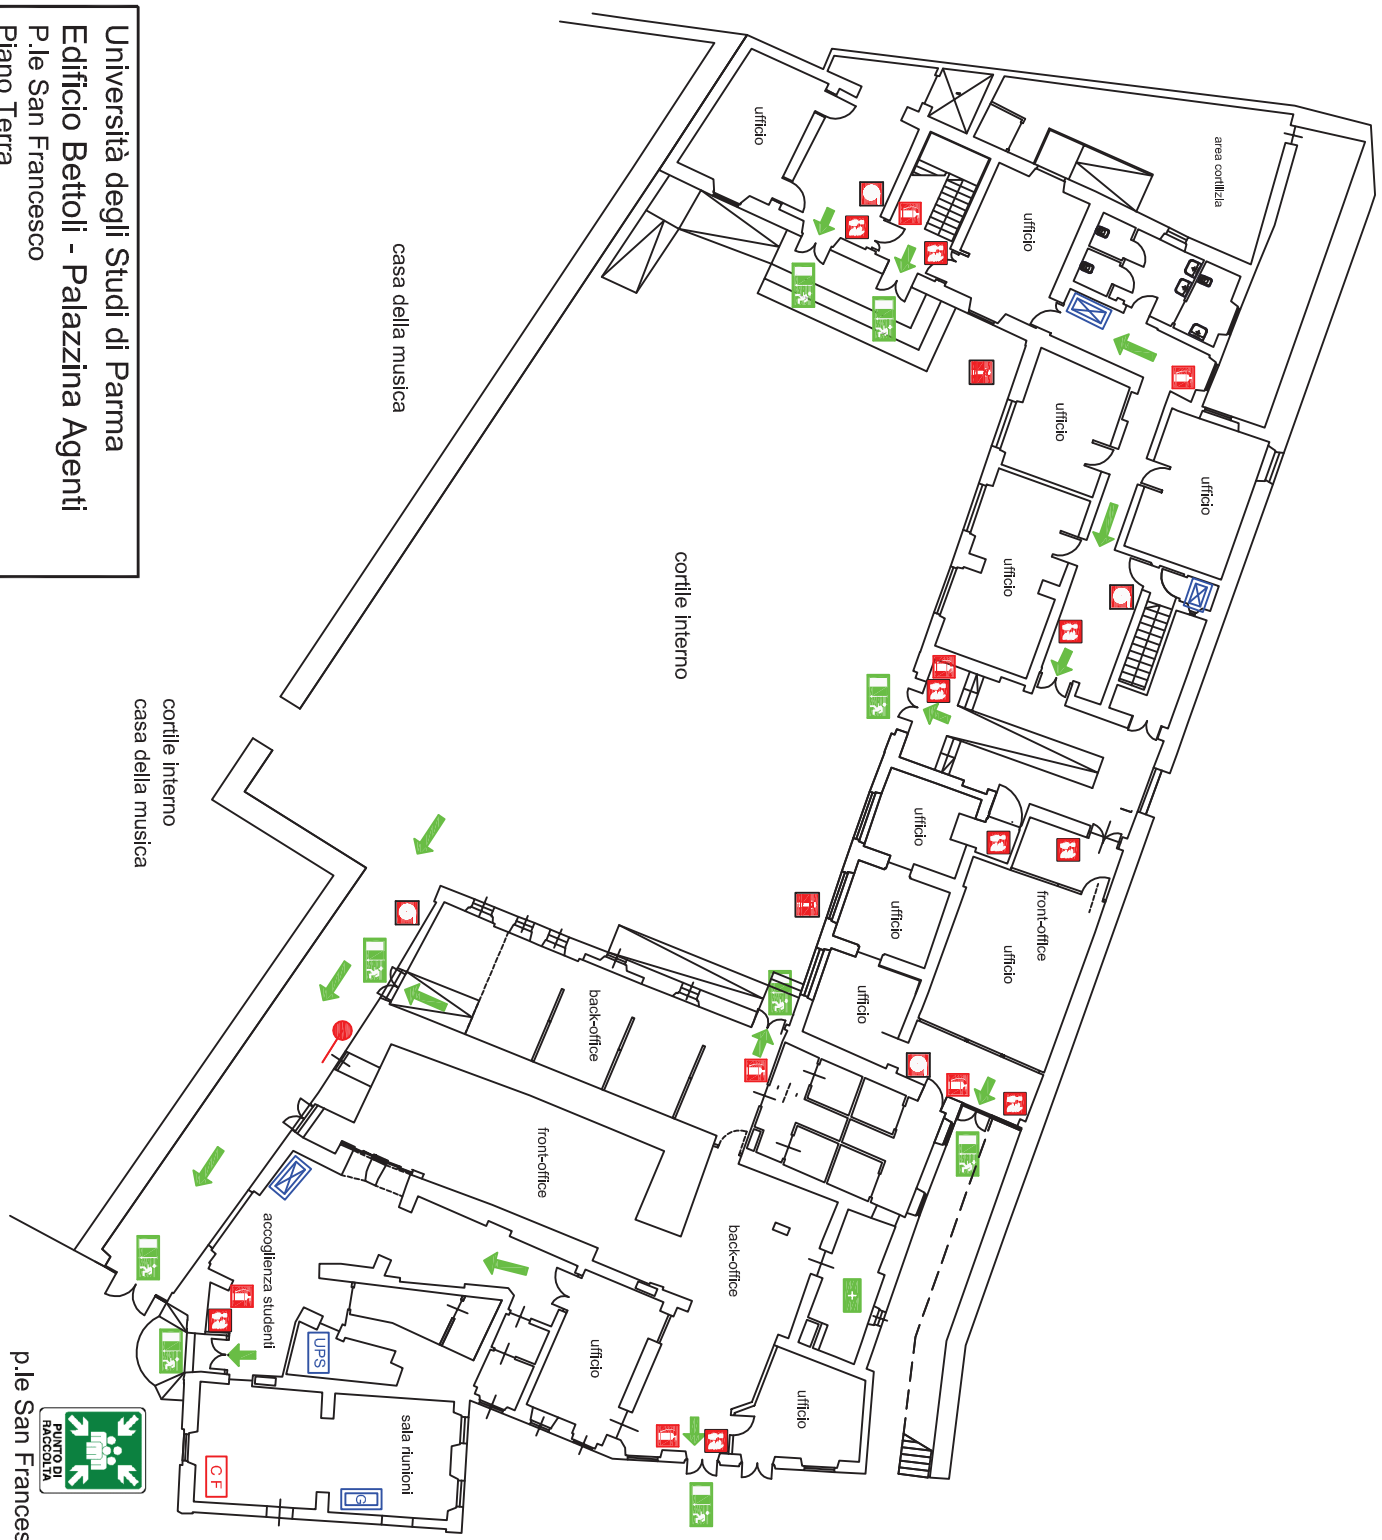 Università degli Studi di Parma
Edificio Bettoli - Palazzina Agenti
P.le San Francesco
Piano Terra
casa della musica
cortile interno
casa della musica
cortile interno
ufficio
area cortilizia
ufficio
ufficio
ufficio
ufficio
ufficio
ufficio
ufficio
front-office
ufficio
back-office
front-office
back-office
accoglienza studenti
UPS
ufficio
ufficio
sala riunioni
C F
G
PUNTO DI
RACCOLTA
p.le San